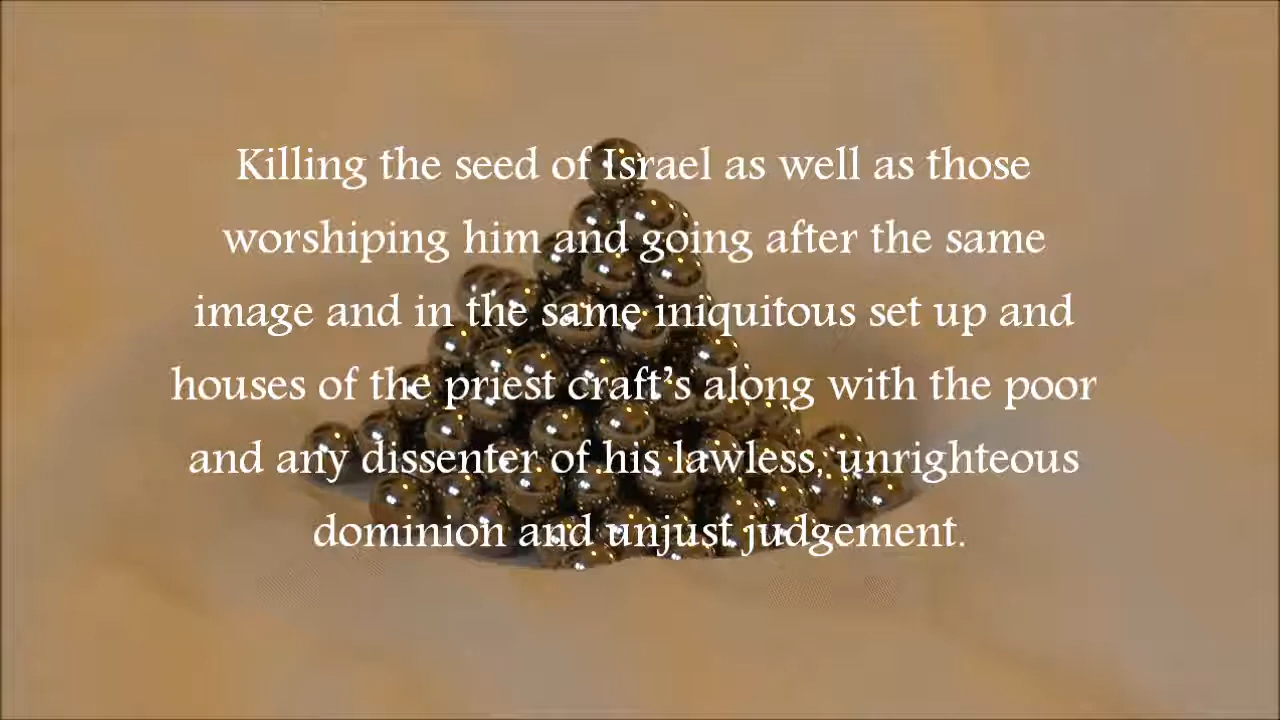 Killing the seed of Israel as well as those
worshiping him and going after the same
image and in the same iniquitous set up and
houses of the priest craft's along with the poor
and any dissenter of his lawless, unrighteous
dominion and unjust judgement.